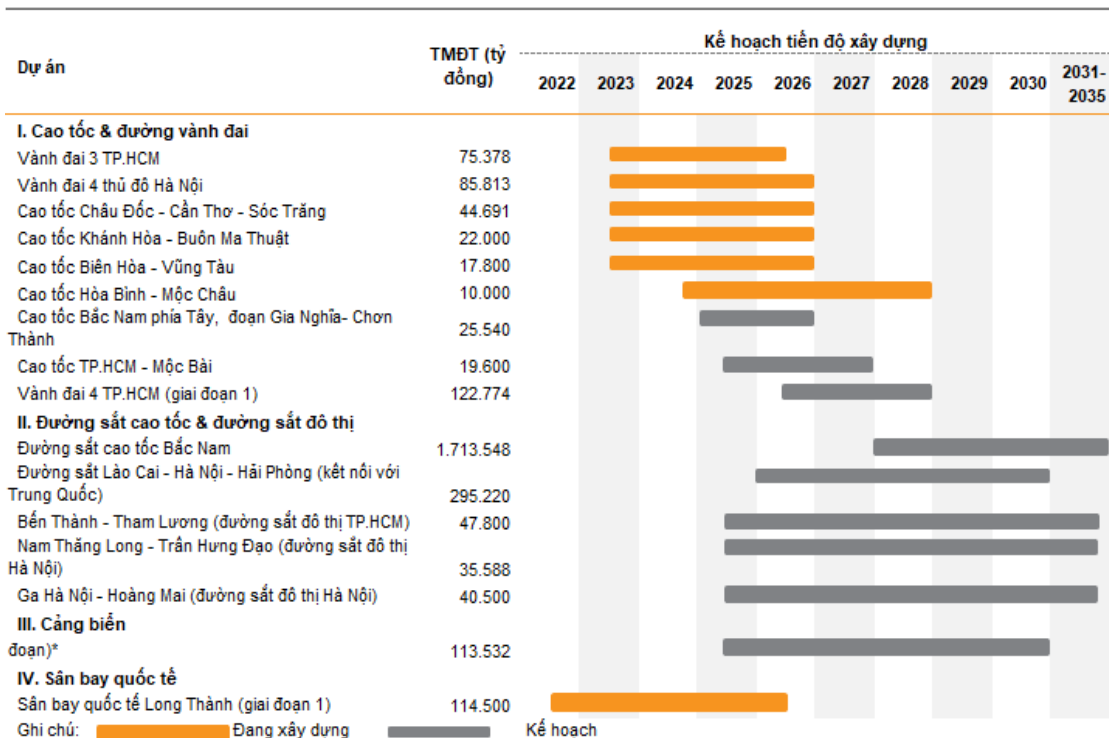 Kế hoạch tiến độ xây dựng
Dự án TMĐT (tỷ đồng) 2022 2023 2024 2025 2026 2027 2028 2029 2030 2031-2035
I. Cao tốc & đường vành đai
Vành đai 3 TP.HCM 75.378
Vành đai 4 thủ đô Hà Nội 85.813
Cao tốc Châu Đốc - Cần Thơ - Sóc Trăng 44.691
Cao tốc Khánh Hòa - Buôn Ma Thuật 22.000
Cao tốc Biên Hòa - Vũng Tàu 17.800
Cao tốc Hòa Bình - Mộc Châu 10.000
Cao tốc Bắc Nam phía Tây, đoạn Gia Nghĩa- Chơn
Thành 25.540
Cao tốc TP.HCM - Mộc Bài 19.600
Vành đai 4 TP.HCM (giai đoạn 1) 122.774
II. Đường sắt cao tốc & đường sắt đô thị
Đường sắt cao tốc Bắc Nam 1.713.548
Đường sắt Lào Cai - Hà Nội - Hải Phòng (kết nối với
Trung Quốc) 295.220
Bến Thành - Tham Lương (đường sắt đô thị TP.HCM) 47.800
Nam Thăng Long - Trần Hưng Đạo (đường sắt đô thị
Hà Nội) 35.588
Ga Hà Nội - Hoàng Mai (đường sắt đô thị Hà Nội) 40.500
III. Cảng biển
đoạn)* 113.532
IV. Sân bay quốc tế
Sân bay quốc tế Long Thành (giai đoạn 1) 114.500
Ghi chú: Đang xây dựng Kế hoạch